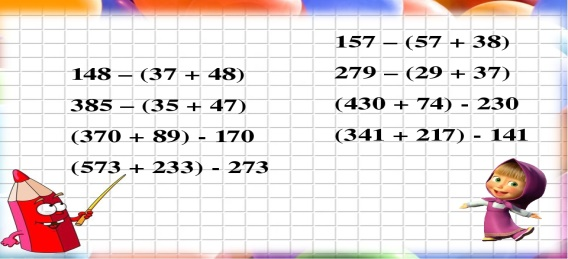 148 – (37 + 48)
385 – (35 + 47)
(370 + 89) - 170
(573 + 233) - 273
157 – (57 + 38)
279 – (29 + 37)
(430 + 74) - 230
(341 + 217) - 141